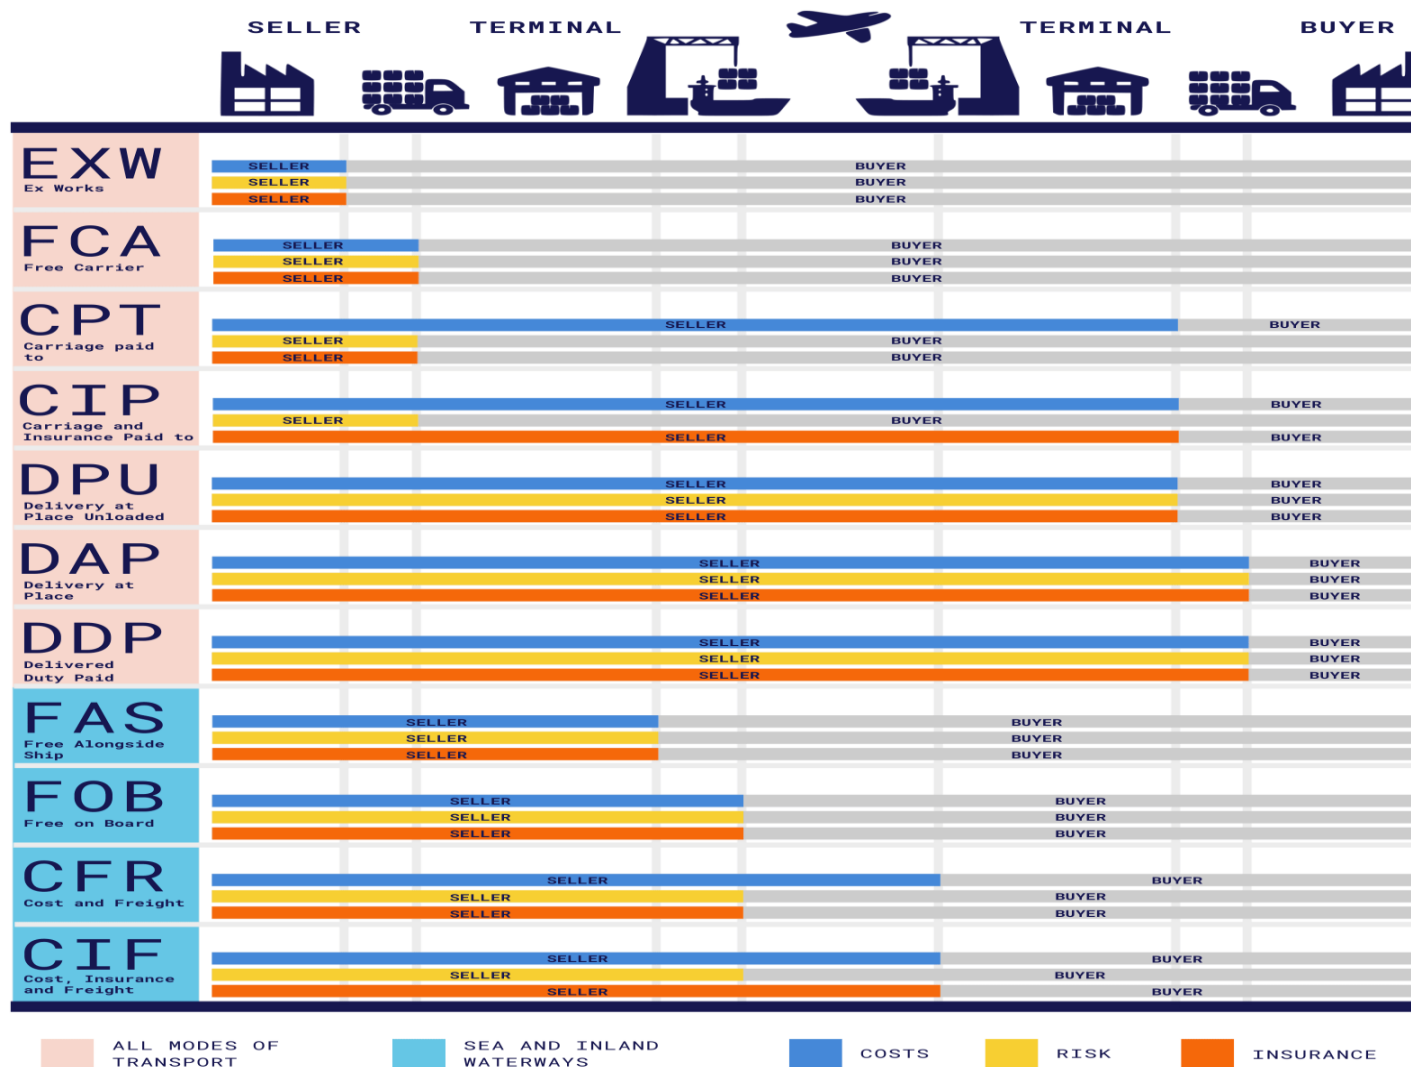 SELLER TERMINAL TERMINAL BUYER
EXW
Ex Works
SELLER BUYER
SELLER BUYER
SELLER BUYER
FCA
Free Carrier
SELLER BUYER
SELLER BUYER
SELLER BUYER
CPT
Carriage paid
to
SELLER BUYER
SELLER BUYER
SELLER BUYER
CIP
Carriage and
Insurance Paid to
SELLER BUYER
SELLER BUYER
SELLER BUYER
DPU
Delivery at
Place Unloaded
SELLER BUYER
SELLER BUYER
SELLER BUYER
DAP
Delivery at
Place
SELLER BUYER
SELLER BUYER
SELLER BUYER
DDP
Delivered
Duty Paid
SELLER BUYER
SELLER BUYER
SELLER BUYER
FAS
Free Alongside
Ship
SELLER BUYER
SELLER BUYER
SELLER BUYER
FOB
Free on Board
SELLER BUYER
SELLER BUYER
SELLER BUYER
CFR
Cost and Freight
SELLER BUYER
SELLER BUYER
SELLER BUYER
CIF
Cost, Insurance
and Freight
SELLER BUYER
SELLER BUYER
SELLER BUYER
ALL MODES OF
TRANSPORT
SEA AND INLAND
WATERWAYS
COSTS
RISK
INSURANCE